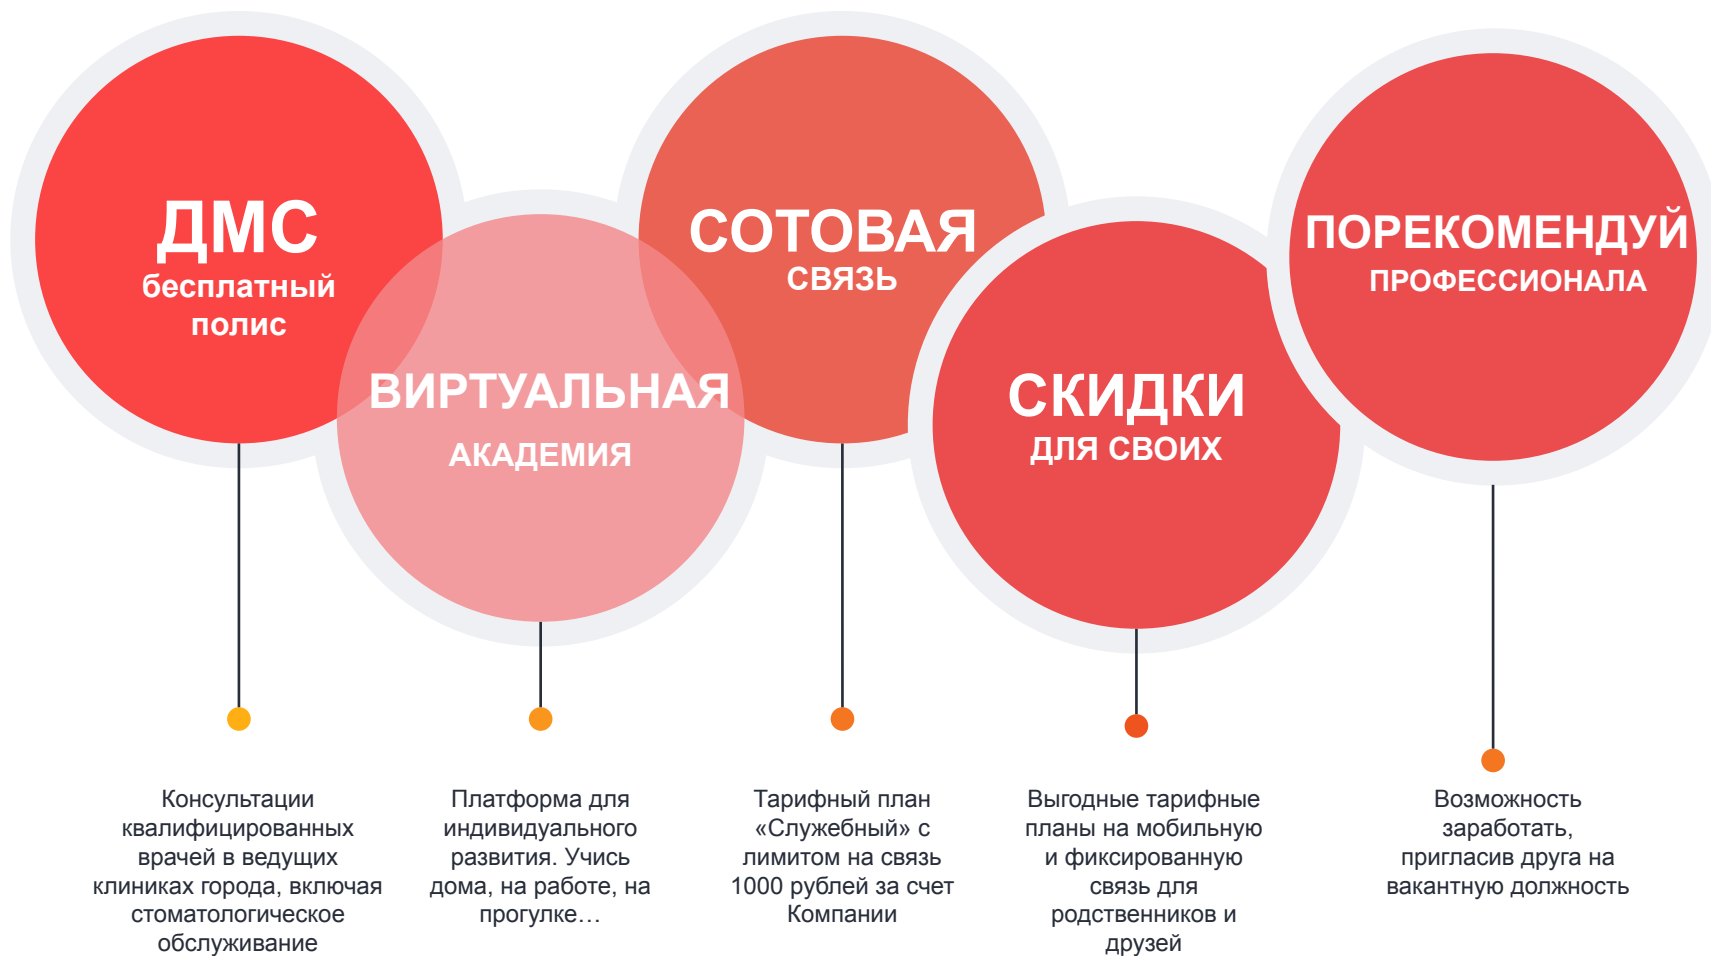 ДМС
бесплатный
полис
ВИРТУАЛЬНАЯ
АКАДЕМИЯ
СОТОВАЯ
СВЯЗЬ
СКИДКИ
ДЛЯ СВОИХ
ПОРЕКОМЕНДУЙ
ПРОФЕССИОНАЛА
Консультации
квалифицированных
врачей в ведущих
клиниках города, включая
стоматологическое
обслуживание
Платформа для
индивидуального
развития. Учись
дома, на работе, на
прогулке…
Тарифный план
«Служебный» с
лимитом на связь
1000 рублей за счет
Компании
Выгодные тарифные
планы на мобильную
и фиксированную
связь для
родственников и
друзей
Возможность
заработать,
пригласив друга на
вакантную должность